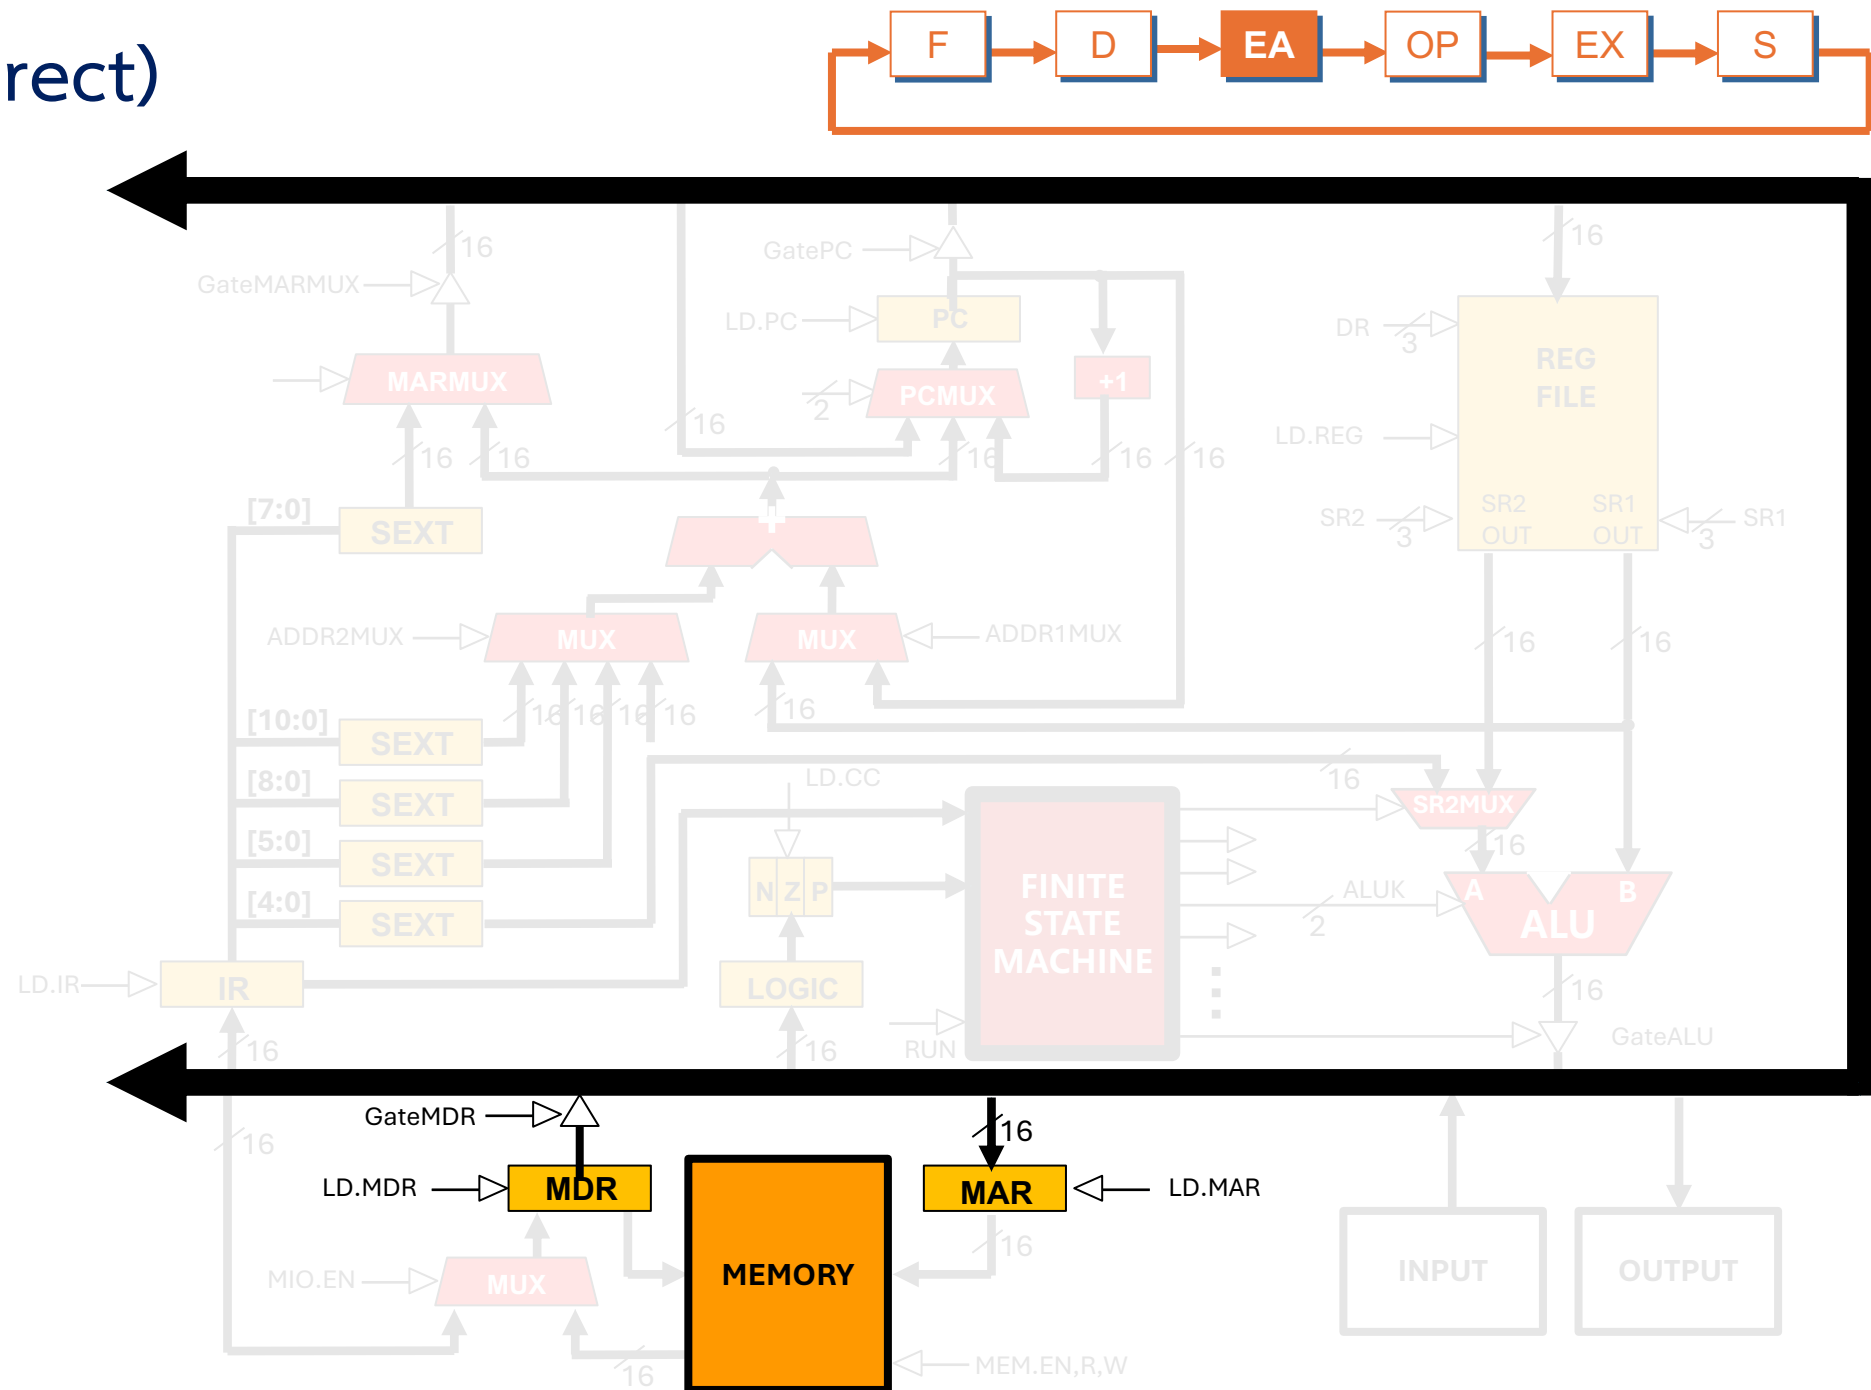 F D EA OP EX S
rect)
16 GatePC 16
GateMARMUX
LD.PC PC DR 3 REG FILE
MARMUX 2 PCMUX +1
16 LD.REG
16 16 16 16 16
[7:0] SEXT + SR2 3 SR2 OUT SR1 OUT 3 SR1
ADDR2MUX MUX MUX ADDR1MUX 16 16
16 16 16 16 16
[10:0] SEXT
[8:0] SEXT LD.CC 16 SR2MUX
[5:0] SEXT 16
[4:0] SEXT N Z P FINITE STATE MACHINE 2 ALUK A B ALU
LD.IR IR LOGIC 16
16 16 RUN GateALU
GateMDR 16
16
LD.MDR MDR MAR LD.MAR
16
MIO.EN MUX MEMORY INPUT OUTPUT
16 MEM.EN,R,W